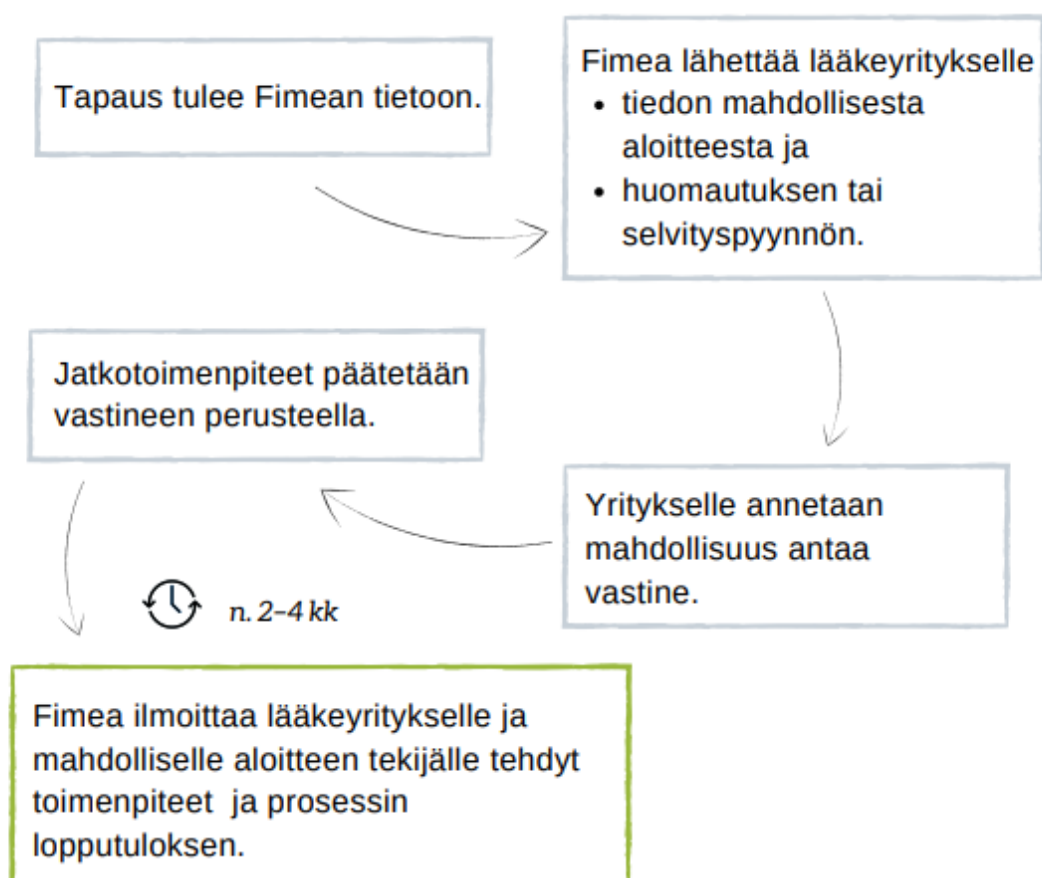 Tapaus tulee Fimean tietoon.
Fimea lähettää lääkeyritykselle
• tiedon mahdollisesta
aloitteesta ja
• huomautuksen tai
selvityspyynnön.
Yritykselle annetaan
mahdollisuus antaa
vastine.
Jatkotoimenpiteet päätetään
vastineen perusteella.
n. 2–4 kk
Fimea ilmoittaa lääkeyritykselle ja
mahdolliselle aloitteen tekijälle tehdyt
toimenpiteet  ja prosessin
lopputuloksen.